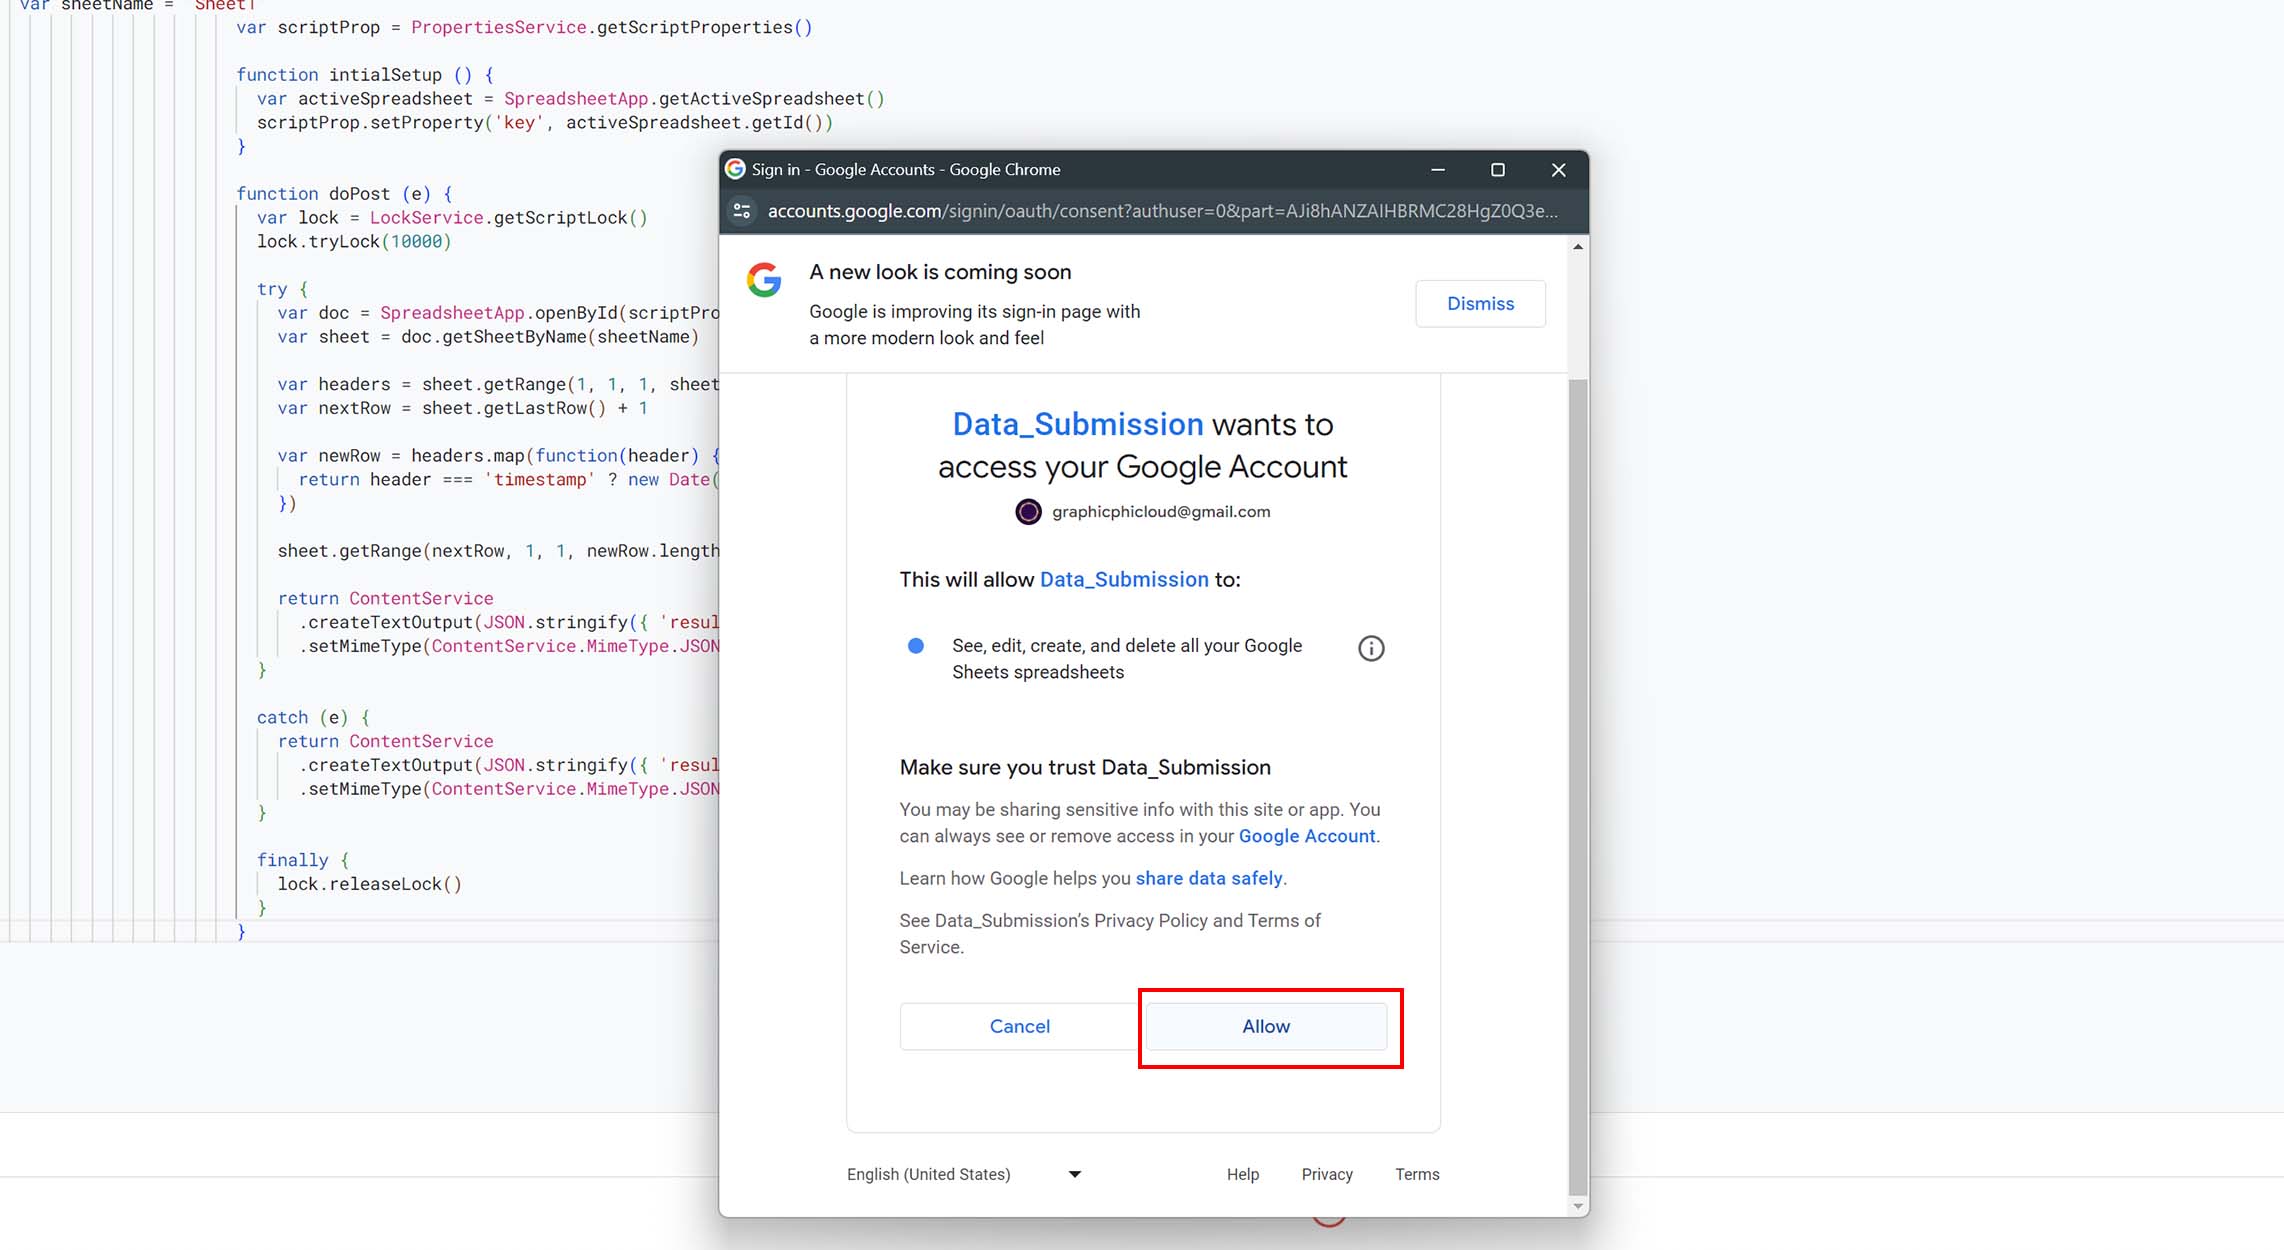 var sheetName = 'Sheet1
var scriptProp = PropertiesService.getScriptProperties()
function intialSetup () {
var activeSpreadsheet = SpreadsheetApp.getActiveSpreadsheet()
scriptProp.setProperty('key', activeSpreadsheet.getId())
}
function doPost (e) {
var lock = LockService.getScriptLock()
lock.tryLock(10000)
try {
var doc = SpreadsheetApp.openById(scriptPro
var sheet = doc.getSheetByName(sheetName)
var headers = sheet.getRange(1, 1, 1, sheet
var nextRow = sheet.getLastRow() + 1
var newRow = headers.map(function(header) {
return header === 'timestamp' ? new Date(
})
sheet.getRange(nextRow, 1, 1, newRow.length
return ContentService
.createTextOutput(JSON.stringify({ 'resul
.setMimeType(ContentService.MimeType.JSON
}
catch (e) {
return ContentService
.createTextOutput(JSON.stringify({ 'resul
.setMimeType(ContentService.MimeType.JSON
}
finally {
lock.releaseLock()
}
}
Sign in - Google Accounts - Google Chrome
accounts.google.com/signin/oauth/consent?authuser=0&part=AJi8hANZAIHBRMC28HgZ0Q3e...
A new look is coming soon
Google is improving its sign-in page with
a more modern look and feel
Dismiss
Data_Submission wants to
access your Google Account
graphicphicloud@gmail.com
This will allow Data_Submission to:
See, edit, create, and delete all your Google
Sheets spreadsheets
Make sure you trust Data_Submission
You may be sharing sensitive info with this site or app. You
can always see or remove access in your Google Account.
Learn how Google helps you share data safely.
See Data_Submission’s Privacy Policy and Terms of
Service.
Cancel
Allow
English (United States)
Help
Privacy
Terms